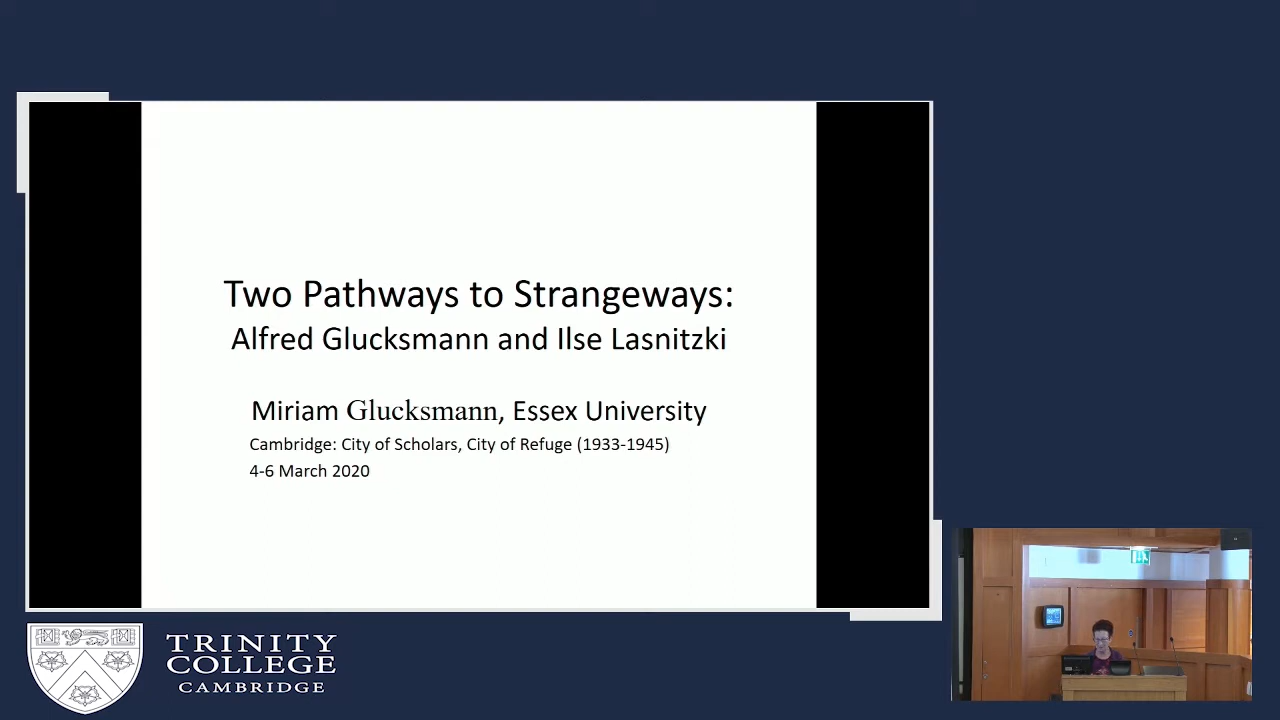 Two Pathways to Strangeways:
Alfred Glucksmann and Ilse Lasnitzki
Miriam Glucksmann, Essex University
Cambridge: City of Scholars, City of Refuge (1933-1945)
4-6 March 2020
TRINITY
COLLEGE
CAMBRIDGE